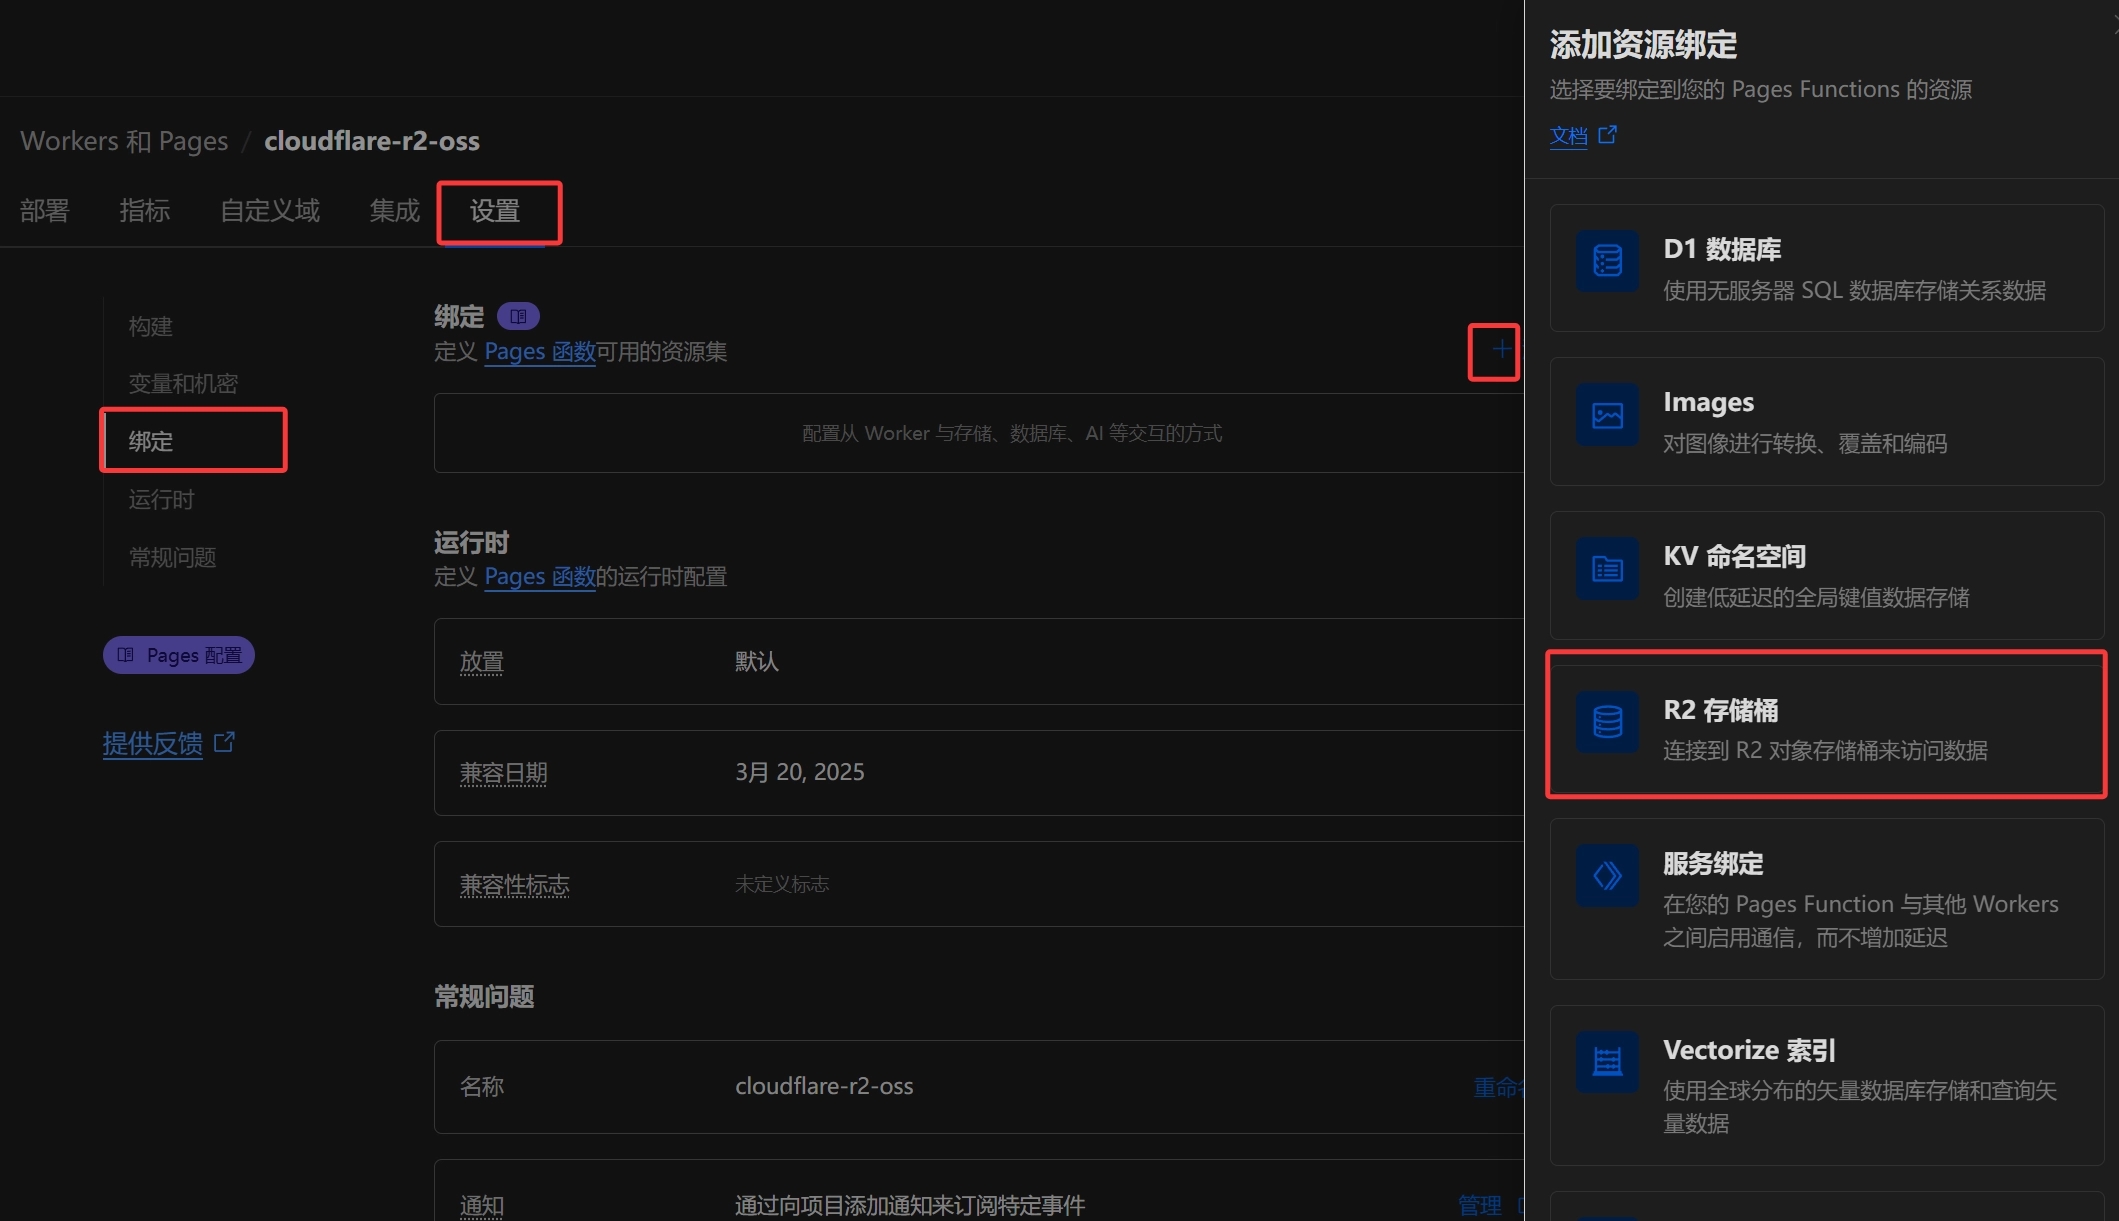 Workers 和 Pages / cloudflare-r2-oss
部署 指标 自定义域 集成 设置
构建
变量和机密
绑定
运行时
常规问题
Pages 配置
提供反馈
绑定
定义 Pages 函数可用的资源集
配置从 Worker 与存储、数据库、AI 等交互的方式
运行时
定义 Pages 函数的运行时配置
放置 默认
兼容日期 3月 20, 2025
兼容性标志 未定义标志
常规问题
名称 cloudflare-r2-oss 重命
通知 通过向项目添加通知来订阅特定事件 管理
添加资源绑定
选择要绑定到您的 Pages Functions 的资源
文档
D1 数据库
使用无服务器 SQL 数据库存储关系数据
Images
对图像进行转换、覆盖和编码
KV 命名空间
创建低延迟的全局键值数据存储
R2 存储桶
连接到 R2 对象存储桶来访问数据
服务绑定
在您的 Pages Function 与其他 Workers
之间启用通信，而不增加延迟
Vectorize 索引
使用全球分布的矢量数据库存储和查询矢
量数据